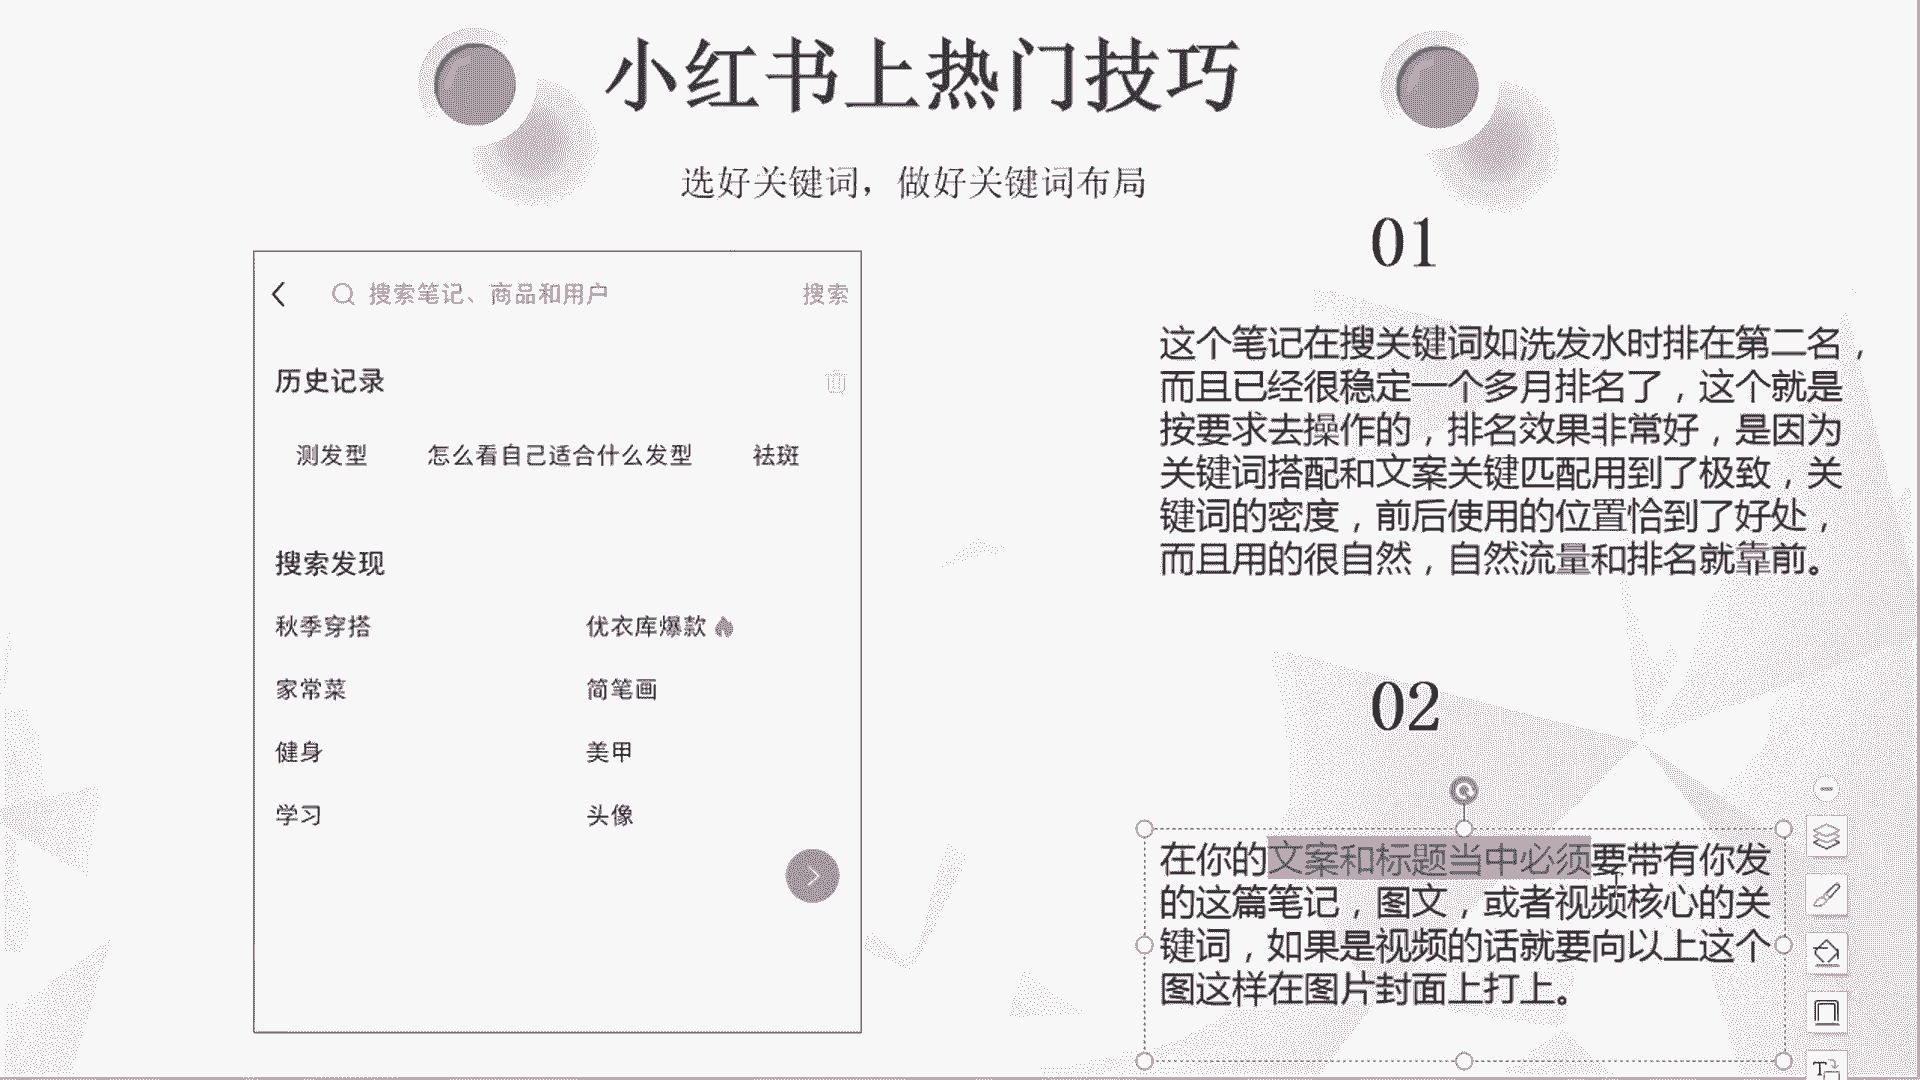 小红书上热门技巧
选好关键词，做好关键词布局
搜索笔记、商品和用户
搜索
历史记录
测发型
怎么看自己适合什么发型
祛斑
搜索发现
秋季穿搭
优衣库爆款
家常菜
简笔画
健身
美甲
学习
头像
01
这个笔记在搜关键词如洗发水时排在第二名，
而且已经很稳定一个多月排名了，这个就是
按要求去操作的，排名效果非常好，是因为
关键词搭配和文案关键匹配用到了极致，关
键词的密度，前后使用的位置恰到了好处，
而且用的很自然，自然流量和排名就靠前。
02
在你的文案和标题当中必须要带有你发
的这篇笔记，图文，或者视频核心的关
键词，如果是视频的话就要向以上这个
图这样在图片封面上打上。